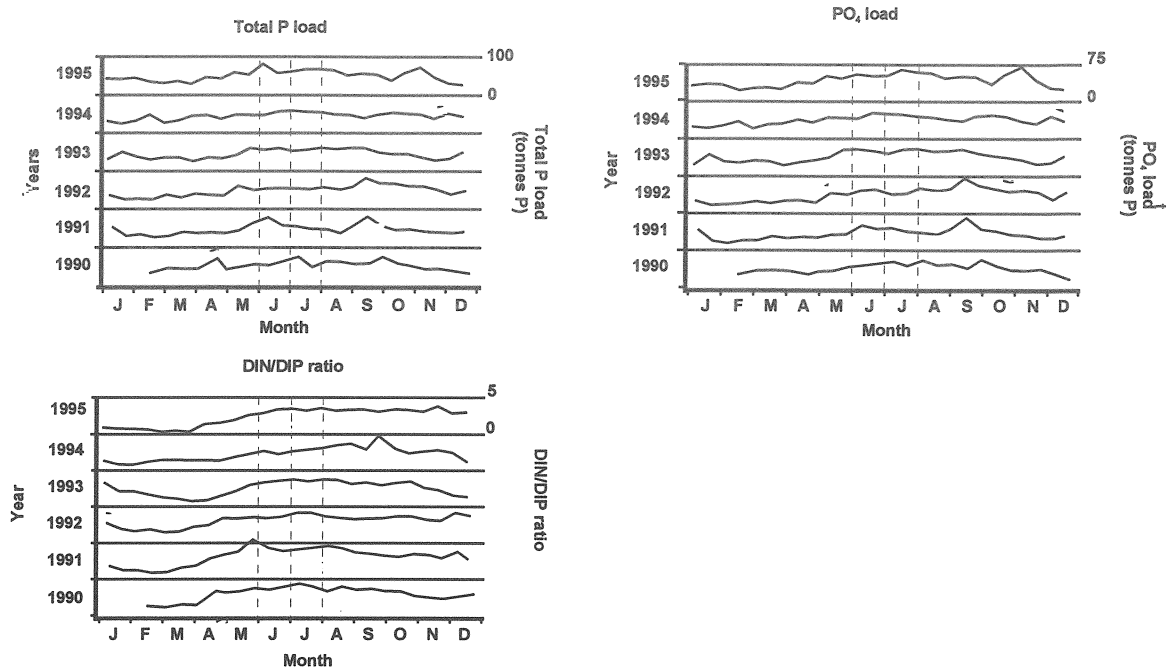 Total P load
100
0
1995
1994
1993
1992
1991
1990
Years
Total P load
(tonnes P)
J F M A M J J A S O N D
Month
PO₄ load
75
0
1995
1994
1993
1992
1991
1990
Year
PO₄ load
(tonnes P)
J F M A M J J A S O N D
Month
DIN/DIP ratio
5
0
1995
1994
1993
1992
1991
1990
Year
DIN/DIP ratio
J F M A M J J A S O N D
Month